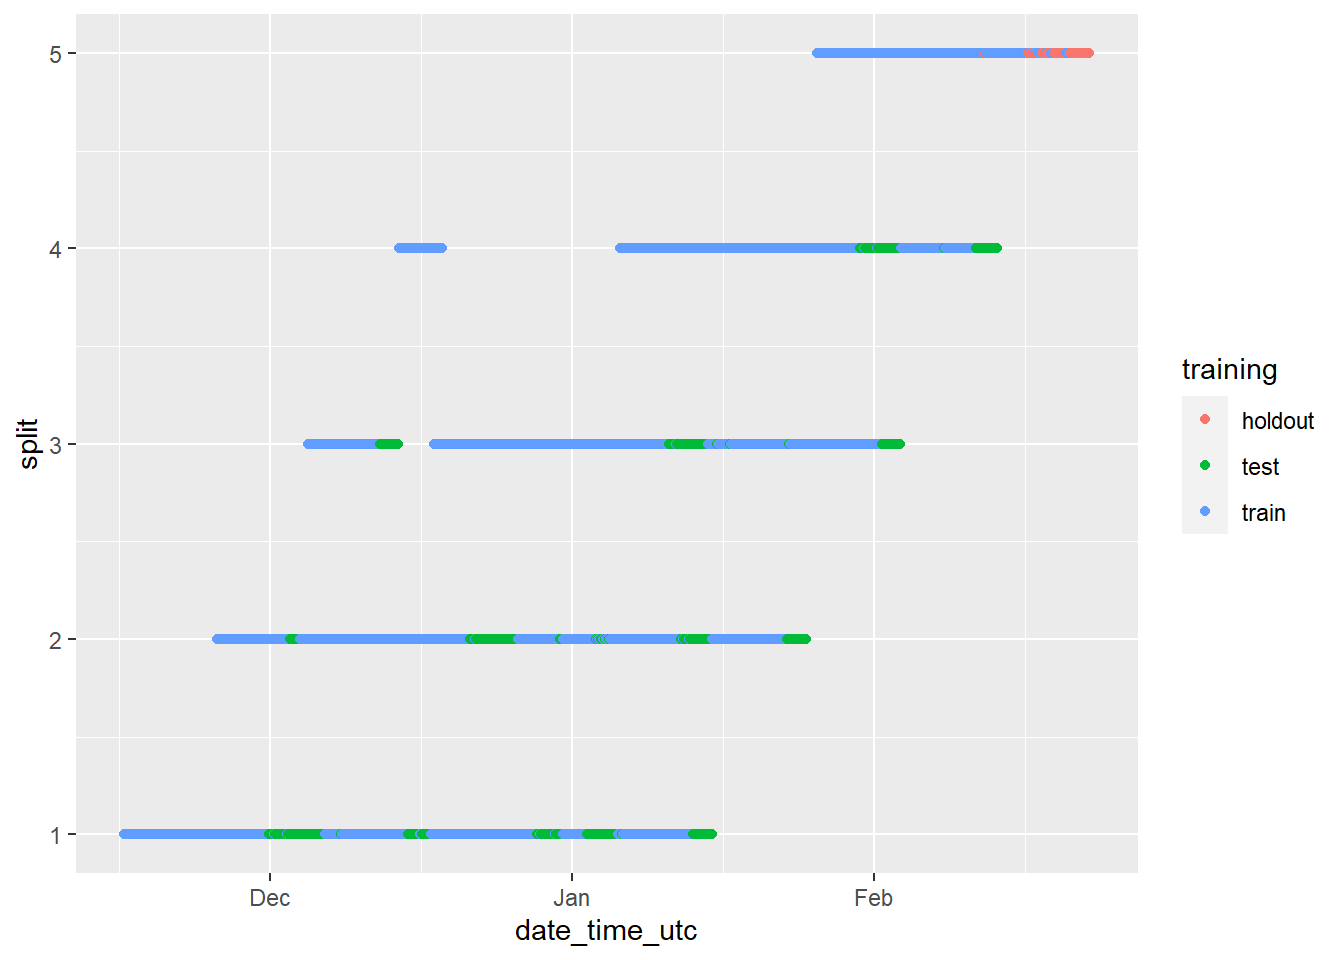 5
4
3
2
1
split
Dec
Jan
Feb
date_time_utc
training
holdout
test
train